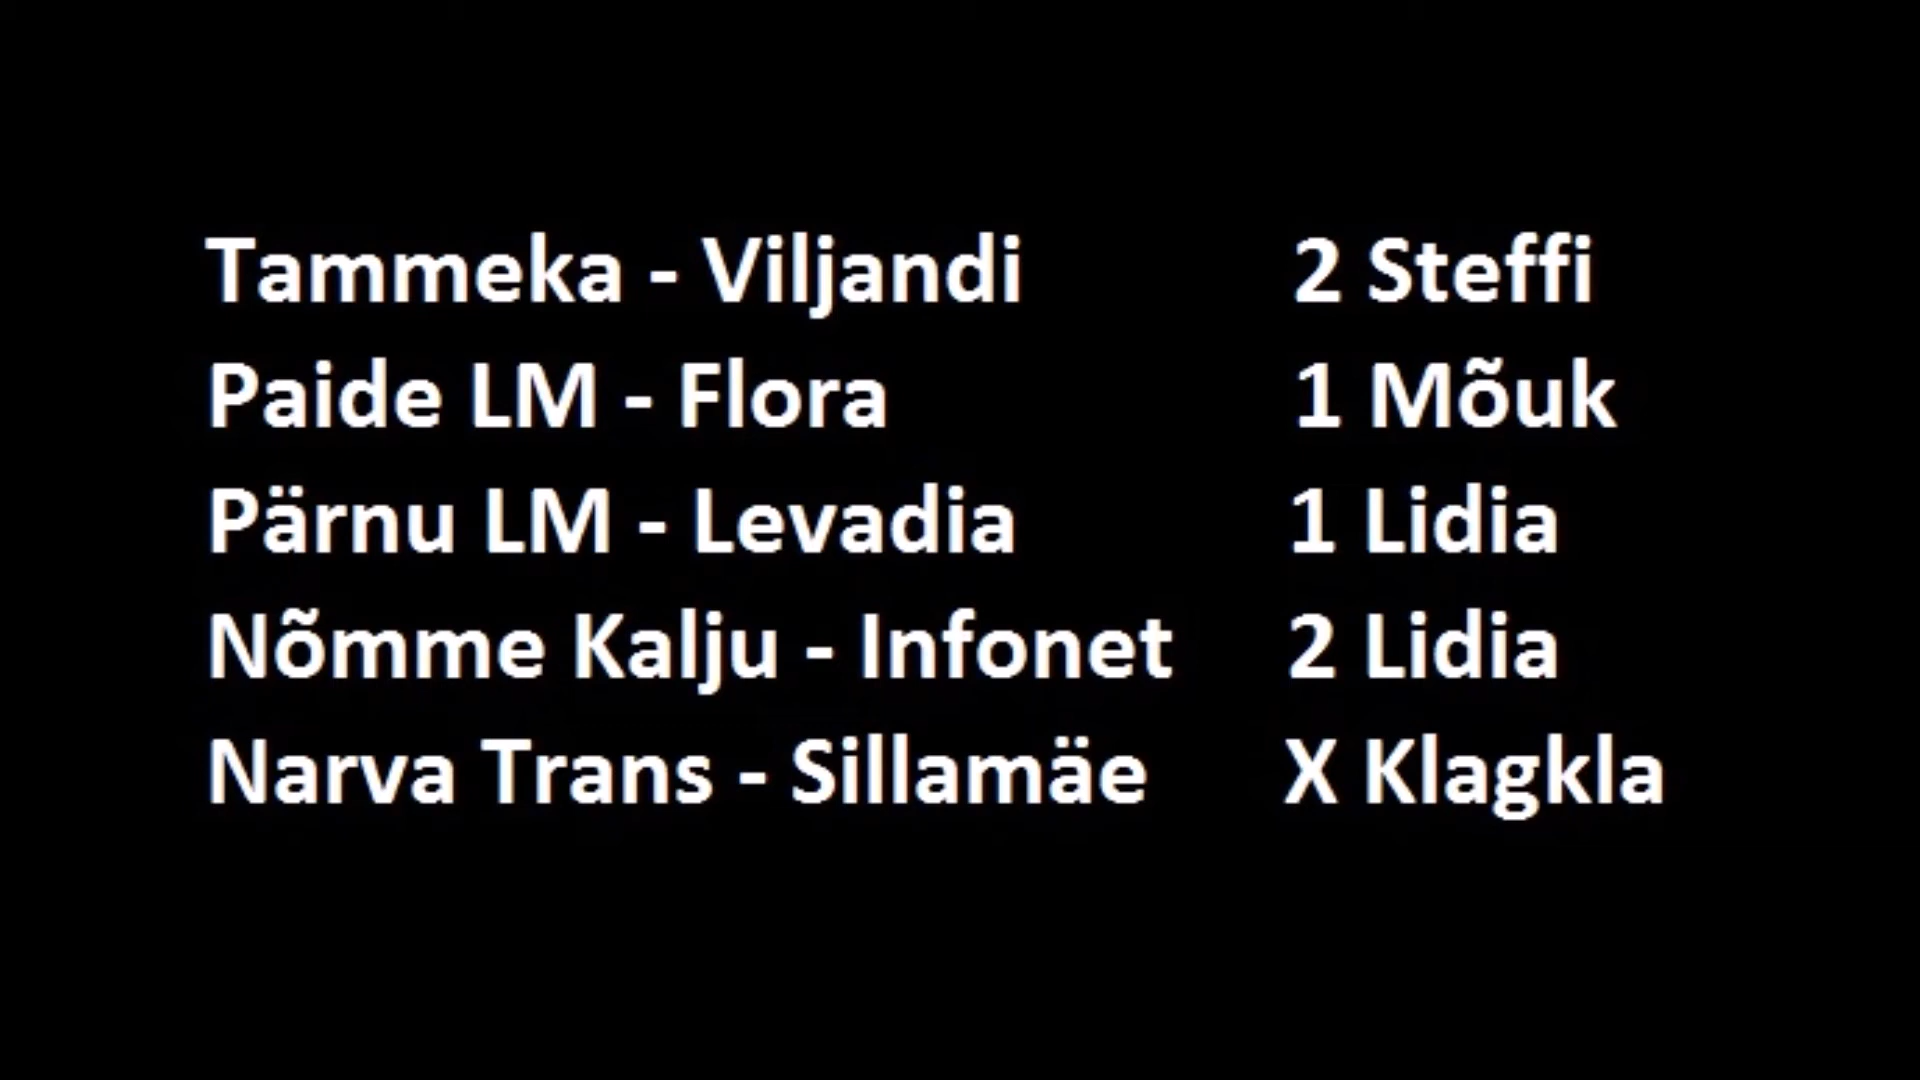 Tammeka - Viljandi 2 Steffi
Paide LM - Flora 1 Mõuk
Pärnu LM - Levadia 1 Lidia
Nõmme Kalju - Infonet 2 Lidia
Narva Trans - Sillamäe X Klagkla